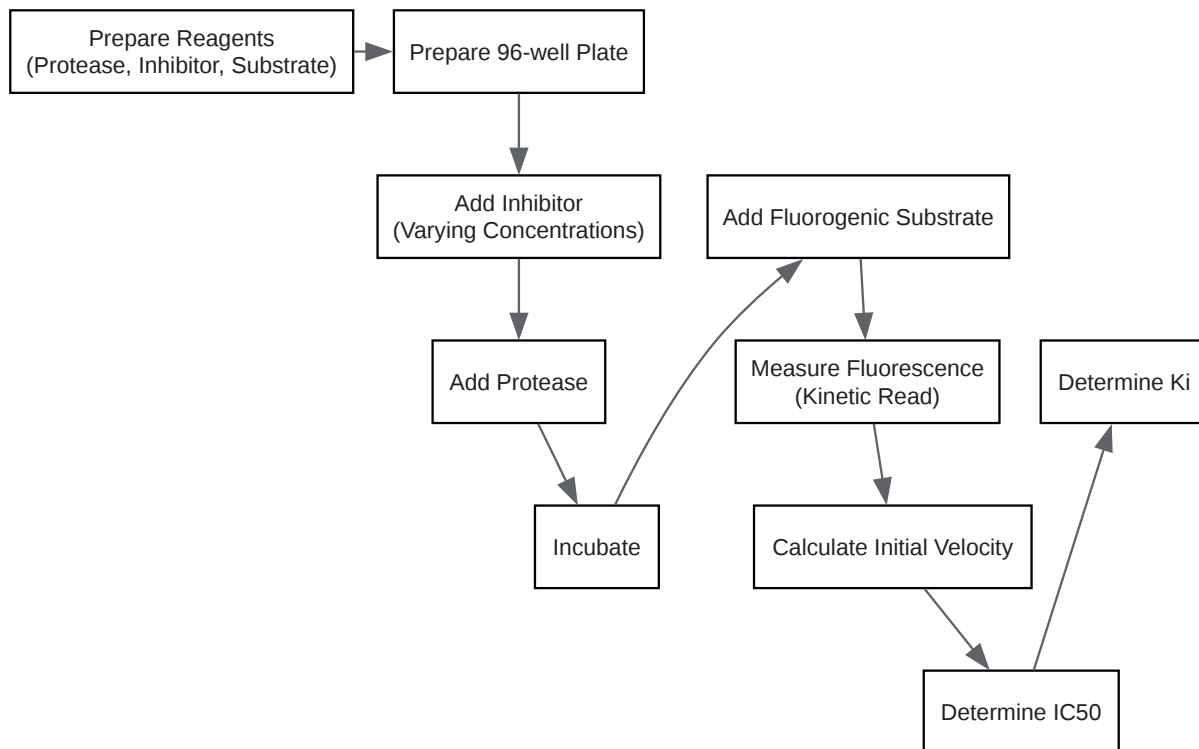 Prepare Reagents
(Protease, Inhibitor, Substrate)
Prepare 96-well Plate
Add Inhibitor
(Varying Concentrations)
Add Protease
Incubate
Add Fluorogenic Substrate
Measure Fluorescence
(Kinetic Read)
Calculate Initial Velocity
Determine IC50
Determine Ki